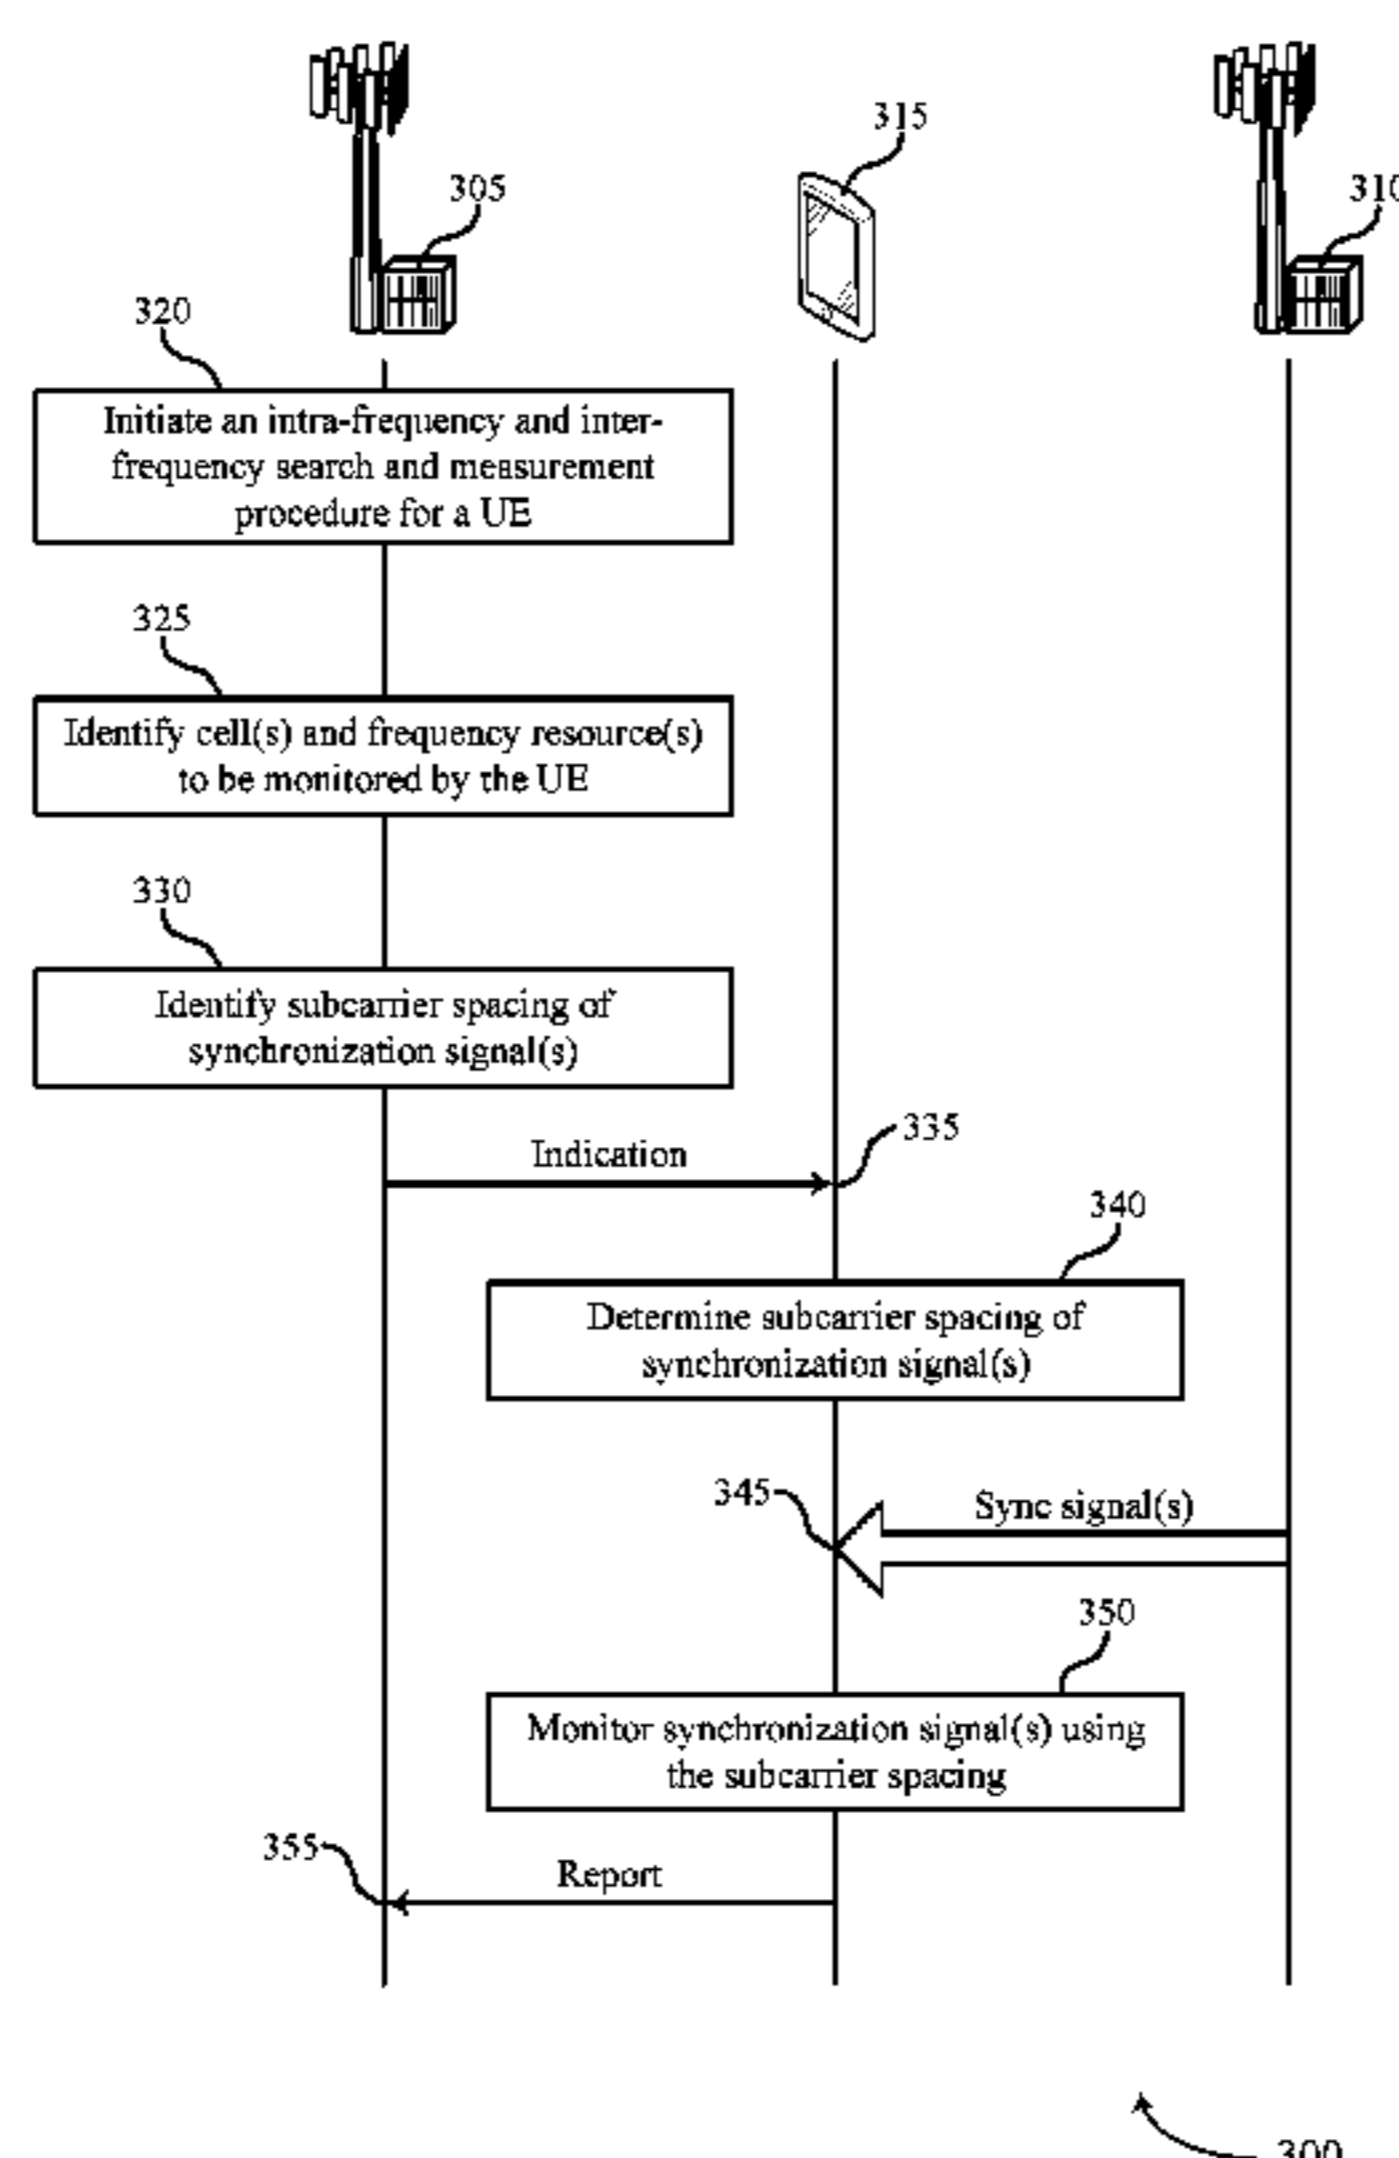 315
305
310
320
Initiate an intra-frequency and inter-
frequency search and measurement
procedure for a UE
325
Identify cell(s) and frequency resource(s)
to be monitored by the UE
330
Identify subcarrier spacing of
synchronization signal(s)
335
Indication
340
Determine subcarrier spacing of
synchronization signal(s)
345
Sync signal(s)
350
Monitor synchronization signal(s) using
the subcarrier spacing
355
Report
300